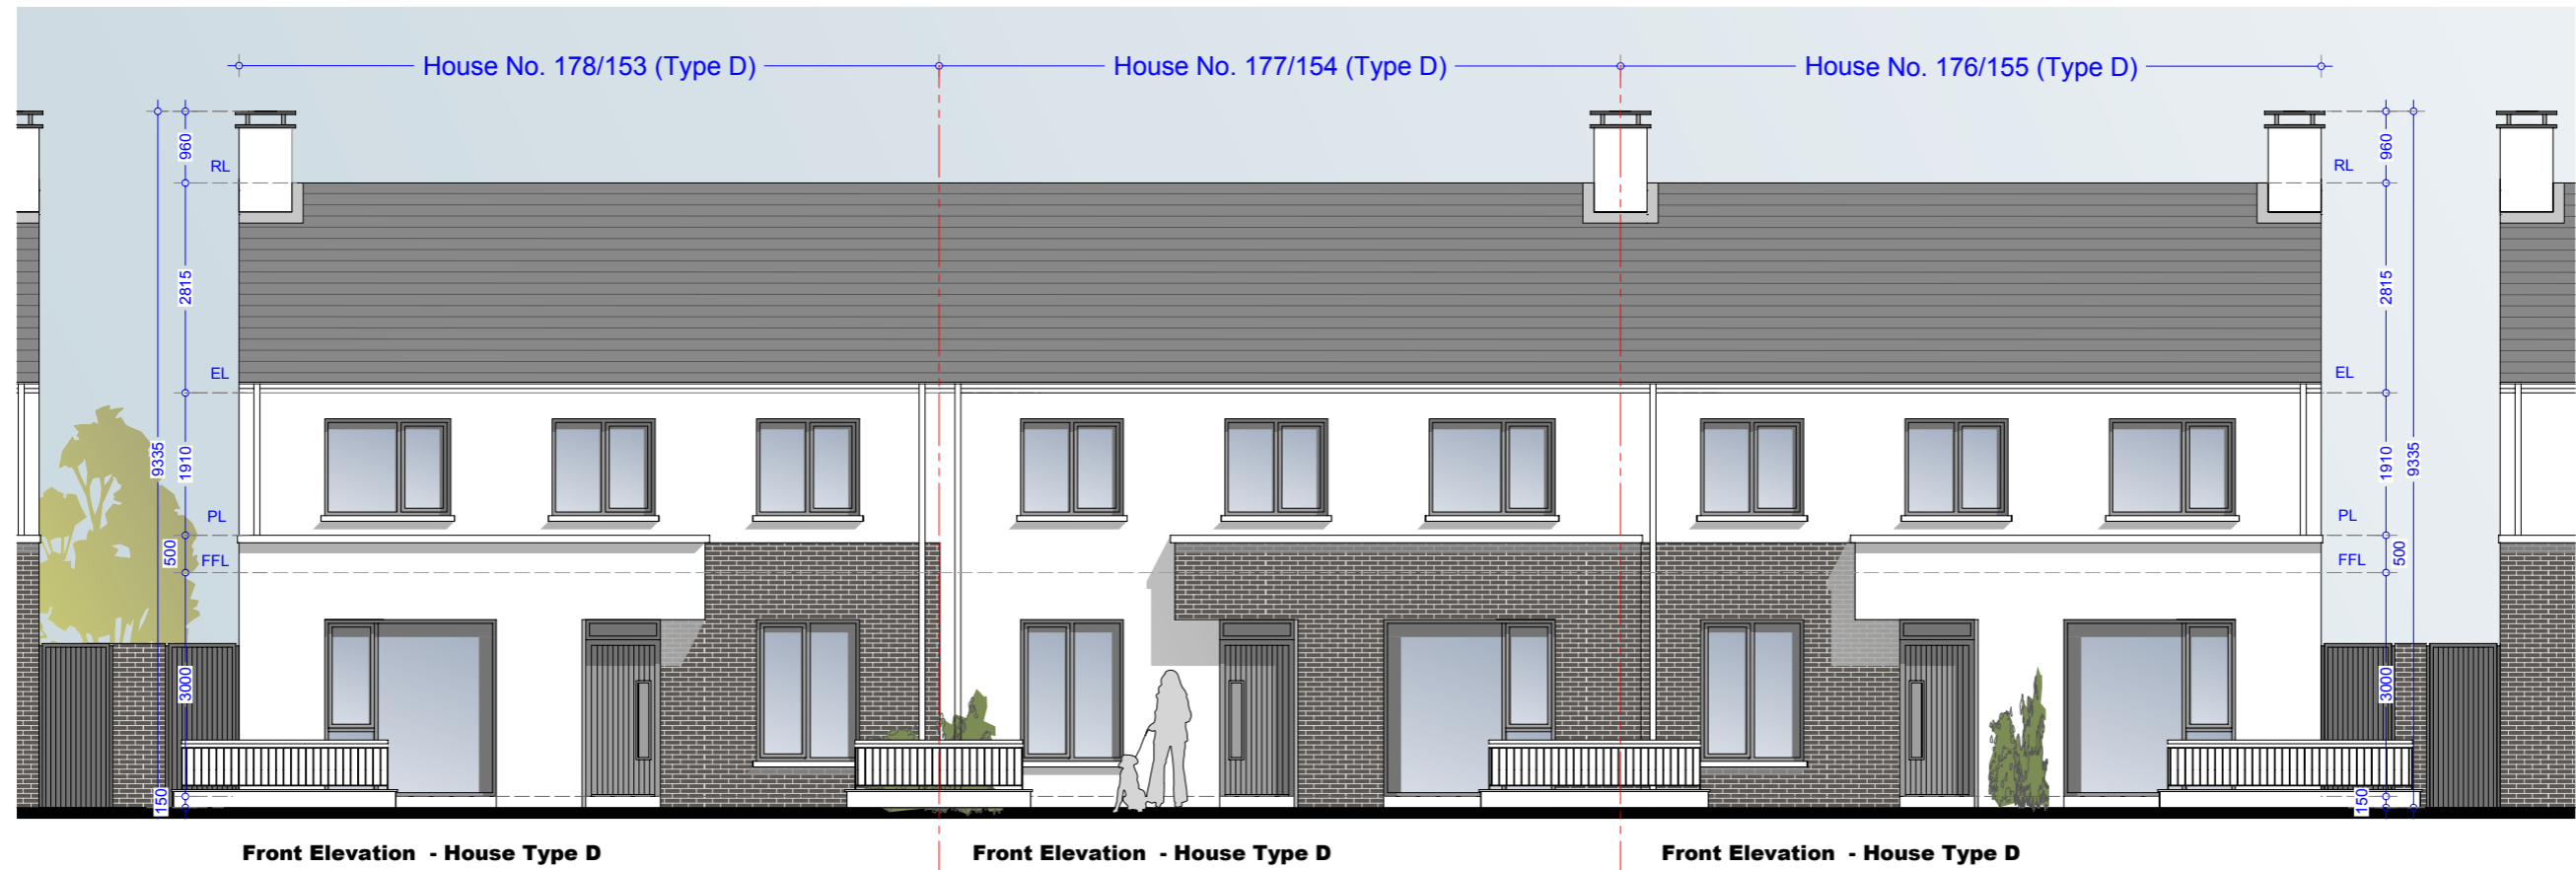 House No. 178/153 (Type D)
House No. 177/154 (Type D)
House No. 176/155 (Type D)
960
RL
2815
EL
9335
1910
PL
500
FFL
3000
150
960
RL
2815
EL
1910
9335
PL
500
FFL
3000
150
Front Elevation - House Type D
Front Elevation - House Type D
Front Elevation - House Type D